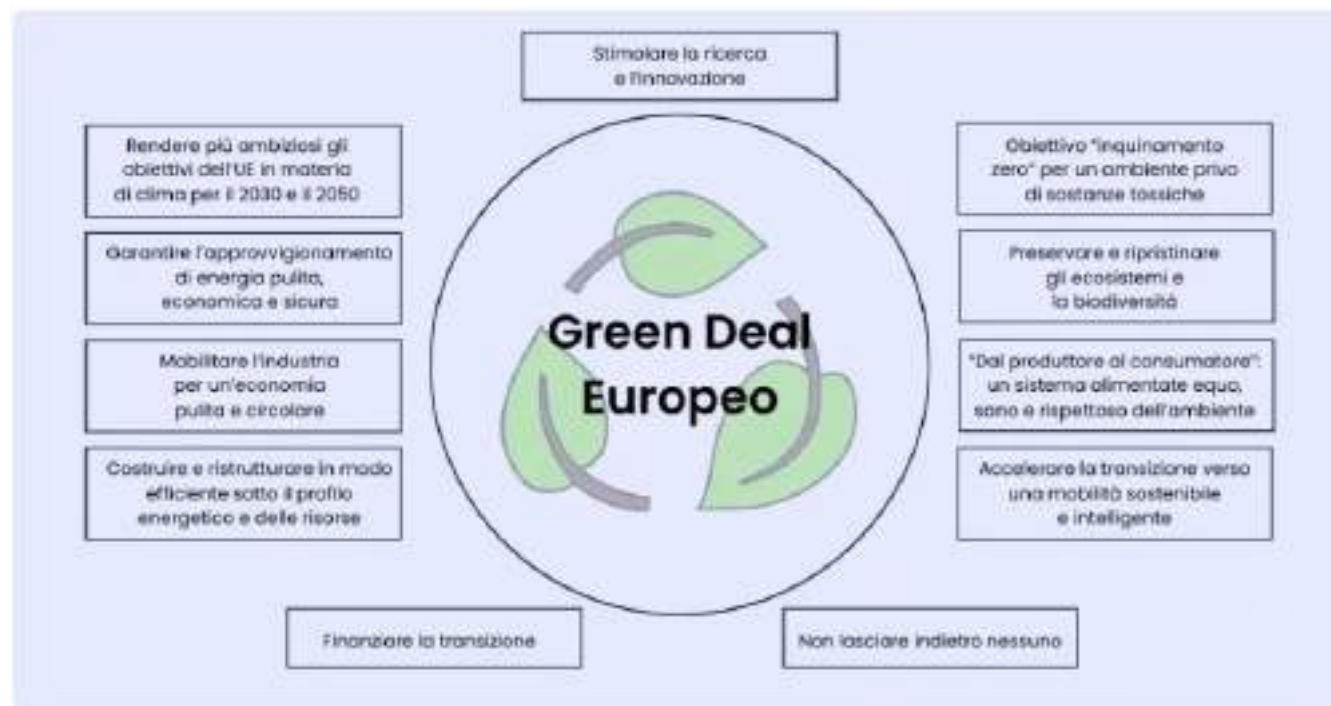 Stimolare la ricerca
e l'innovazione
Rendere più ambiziosi gli
obiettivi dell'UE in materia
di clima per il 2030 e il 2050
Garantire l'approvvigionamento
di energia pulita,
economica e sicura
Mobilitare l'industria
per un'economia
pulita e circolare
Costruire e ristrutturare in modo
efficiente sotto il profilo
energetico e delle risorse
Green Deal
Europeo
Obiettivo "inquinamento
zero" per un ambiente privo
di sostanze tossiche
Preservare e ripristinare
gli ecosistemi e
la biodiversità
"Dal produttore al consumatore":
un sistema alimentate equo,
sano e rispettoso dell'ambiente
Accelerare la transizione verso
una mobilità sostenibile
e intelligente
Finanziare la transizione
Non lasciare indietro nessuno